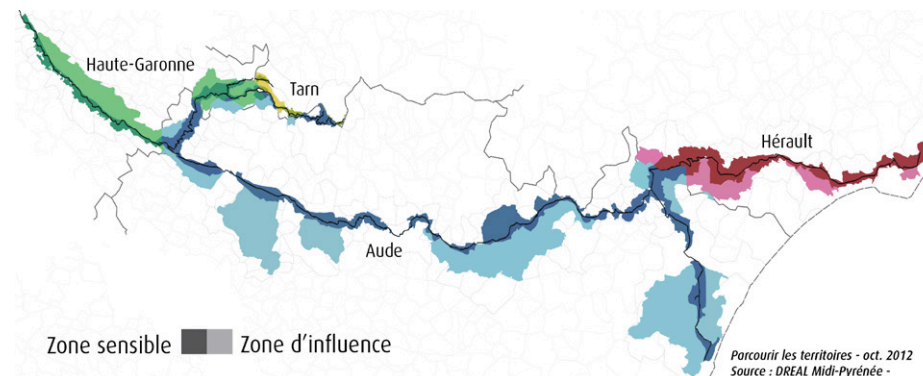 Haute-Garonne
Tarn
Hérault
Aude
Zone sensible Zone d'influence
Parcourir les territoires - oct. 2012
Source : DREAL Midi-Pyrénée -